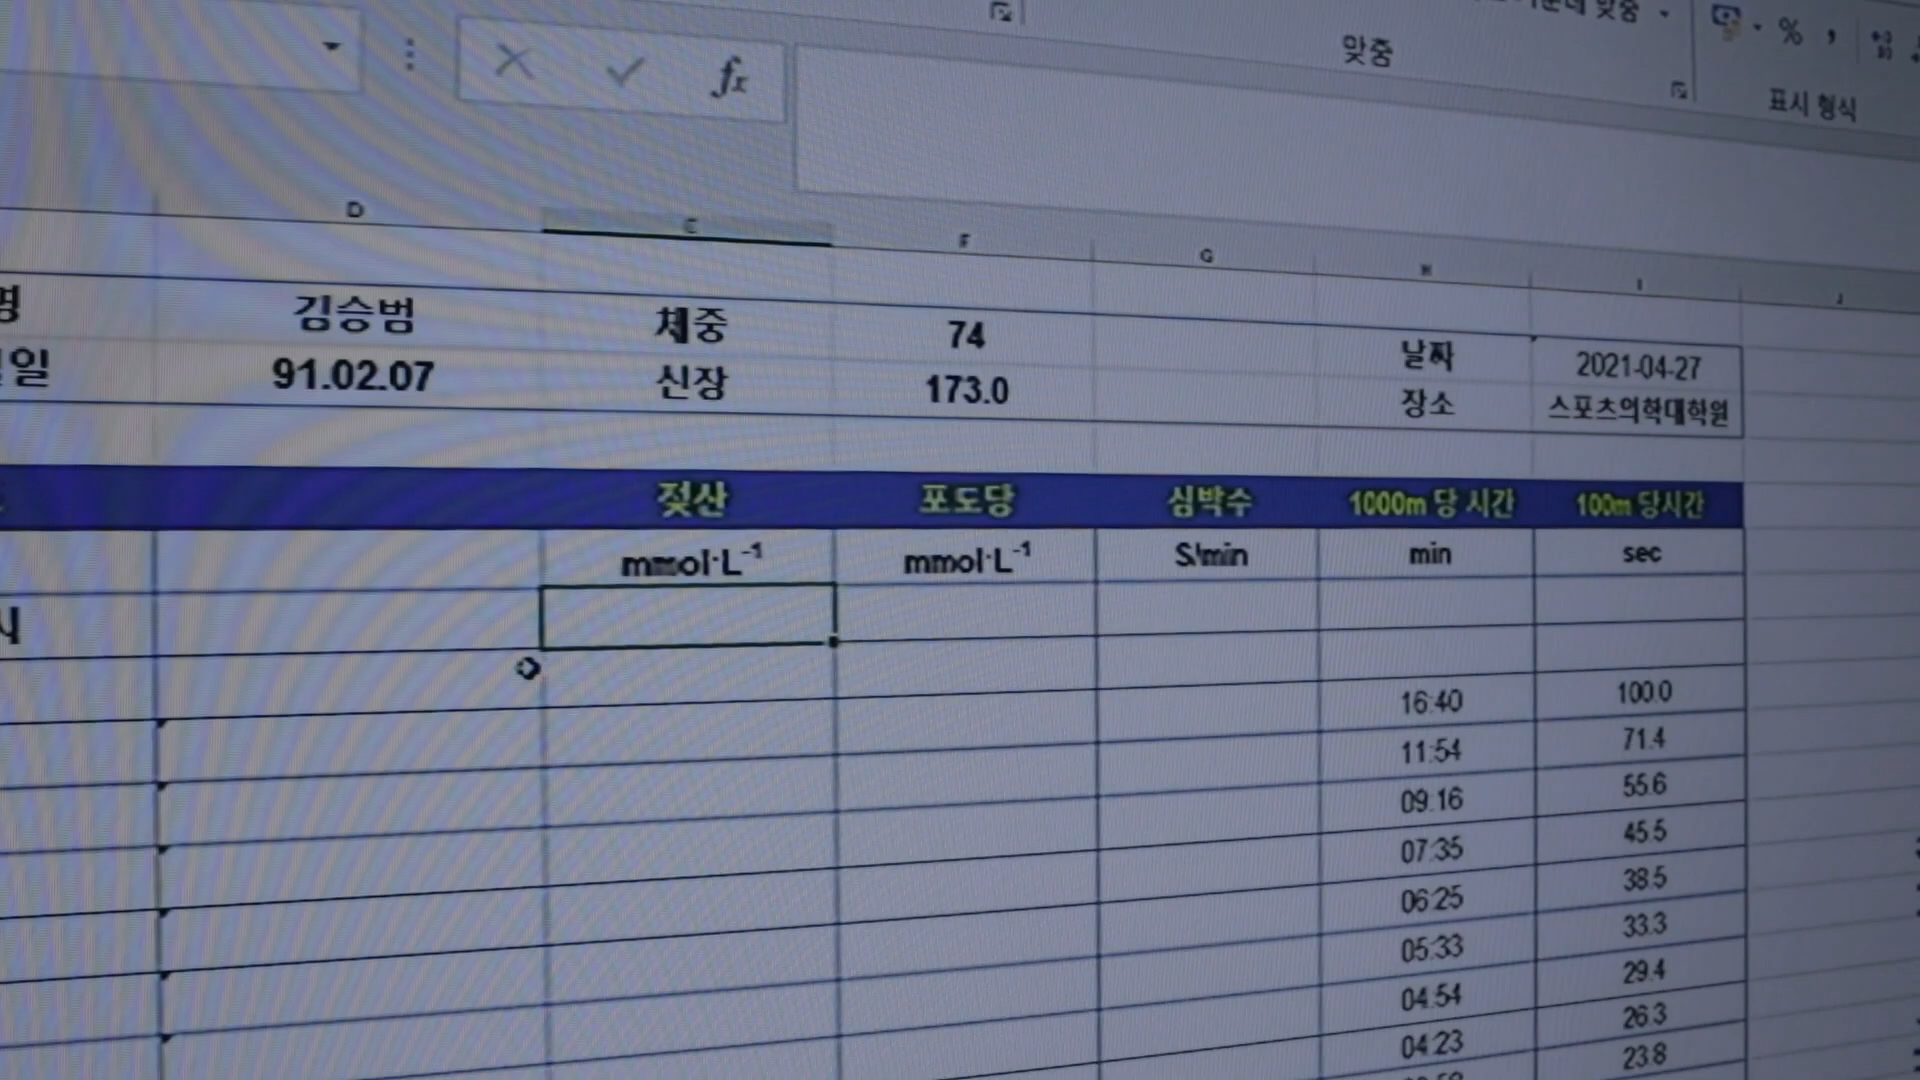 맞춤
% ,
표시 형식
fx
D E F G H I J
명 김승범 체중 74 날짜 2021-04-27
일 91.02.07 신장 173.0 장소 스포츠의학대학원
젖산 포도당 심박수 1000m 당 시간 100m 당시간
mmol·L⁻¹ mmol·L⁻¹ S/min min sec
시
16:40 100.0
11:54 71.4
09:16 55.6
07:35 45.5
06:25 38.5
05:33 33.3
04:54 29.4
04:23 26.3
23.8